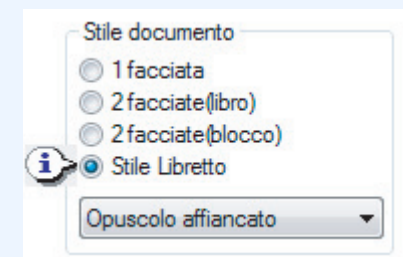 Stile documento
1 facciata
2 facciate(libro)
2 facciate(blocco)
Stile Libretto
Opuscolo affiancato